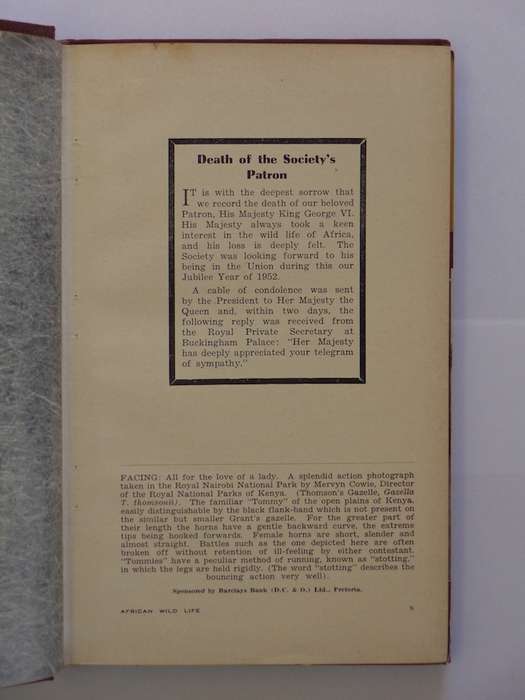 Death of the Society's
Patron
IT is with the deepest sorrow that
we record the death of our beloved
Patron, His Majesty King George VI.
His Majesty always took a keen
interest in the wild life of Africa,
and his loss is deeply felt. The
Society was looking forward to his
being in the Union during this our
Jubilee Year of 1952.
A cable of condolence was sent
by the President to Her Majesty the
Queen and, within two days, the
following reply was received from
the Royal Private Secretary at
Buckingham Palace: "Her Majesty
has deeply appreciated your telegram
of sympathy."
FACING: All for the love of a lady. A splendid action photograph
taken in the Royal Nairobi National Park by Mervyn Cowie, Director
of the Royal National Parks of Kenya. (Thomson's Gazelle, Gazella
T. thomsonii). The familiar "Tommy" of the open plains of Kenya,
easily distinguishable by the black flank-band which is not present on
the similar but smaller Grant's gazelle. For the greater part of
their length the horns have a gentle backward curve, the extreme
tips being hooked forwards. Female horns are short, slender and
almost straight. Battles such as the one depicted here are often
broken off without retention of ill-feeling by either contestant.
"Tommies" have a peculiar method of running, known as "stotting,"
in which the legs are held rigidly. (The word "stotting" describes the
bouncing action very well).
Sponsored by Barclays Bank (D.C. & O.) Ltd., Pretoria.
AFRICAN WILD LIFE